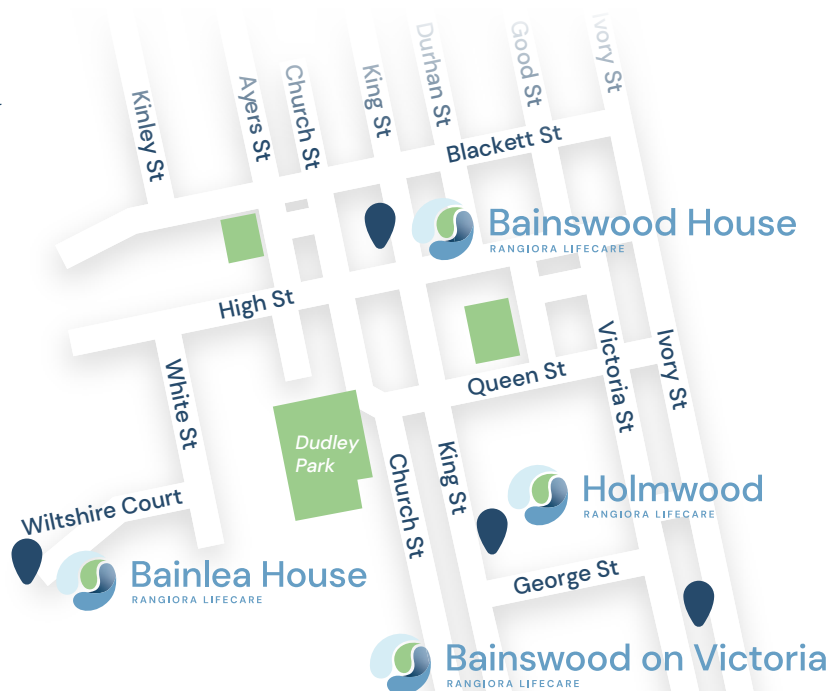 Kinley St
Ayers St
Church St
King St
Durhan St
Good St
Ivory St
Blackett St
Bainswood House
RANGIORA LIFECARE
High St
White St
Queen St
Victoria St
Ivory St
Dudley
Park
Church St
King St
Holmwood
RANGIORA LIFECARE
Wiltshire Court
Bainlea House
RANGIORA LIFECARE
George St
Bainswood on Victoria
RANGIORA LIFECARE